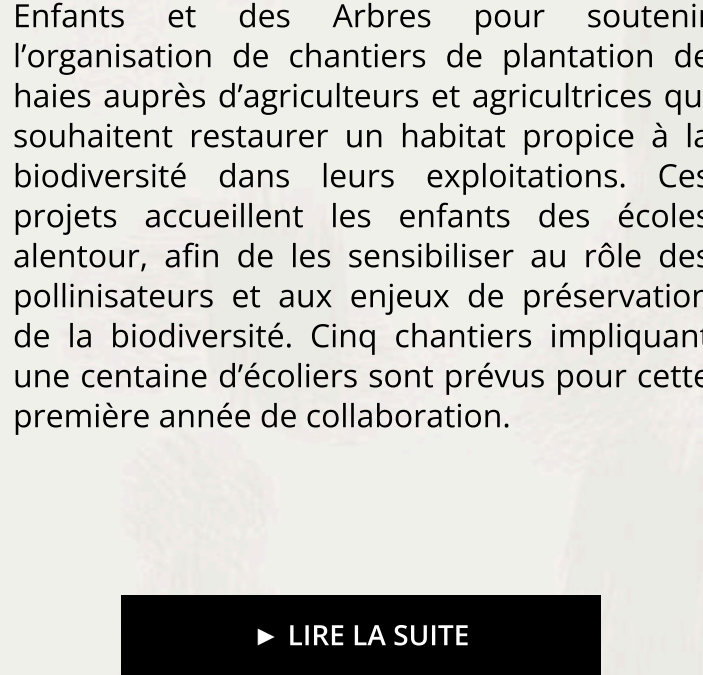 Enfants et des Arbres pour soutenir
l’organisation de chantiers de plantation de
haies auprès d’agriculteurs et agricultrices qui
souhaitent restaurer un habitat propice à la
biodiversité dans leurs exploitations. Ces
projets accueillent les enfants des écoles
alentour, afin de les sensibiliser au rôle des
pollinisateurs et aux enjeux de préservation
de la biodiversité. Cinq chantiers impliquant
une centaine d’écoliers sont prévus pour cette
première année de collaboration.
► LIRE LA SUITE